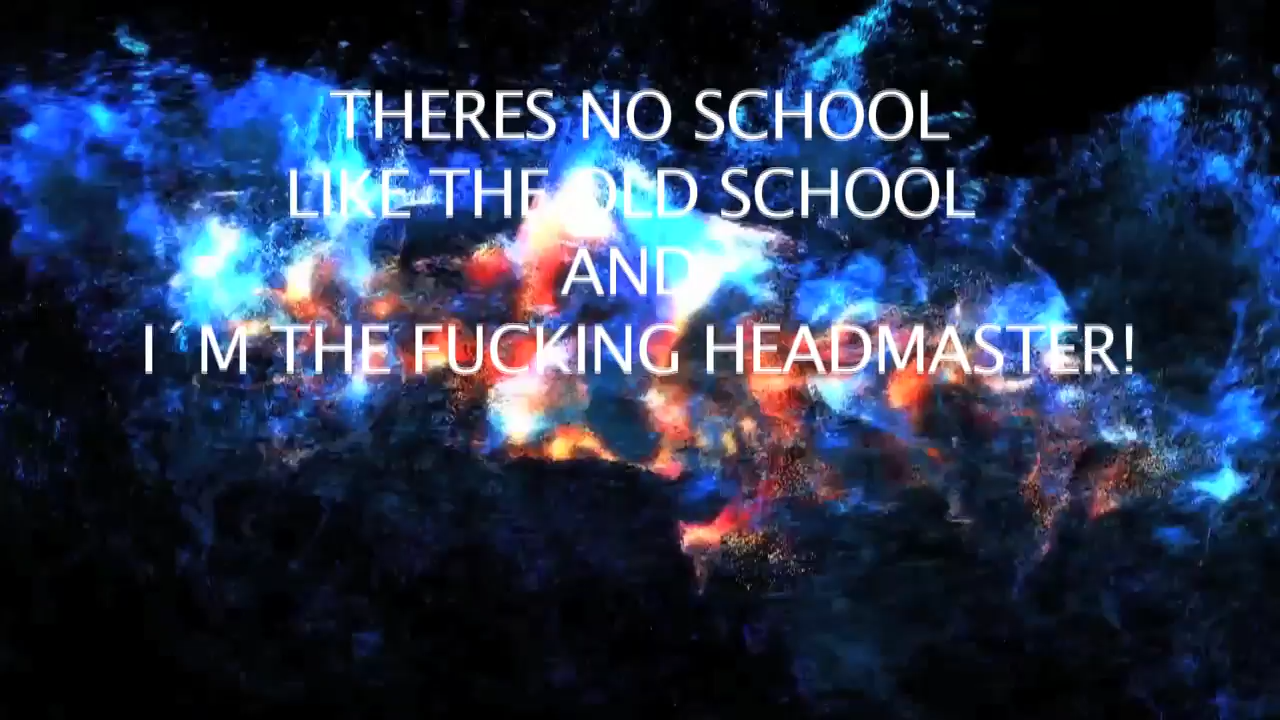 THERES NO SCHOOL
LIKE THE OLD SCHOOL
AND
I´M THE FUCKING HEADMASTER!